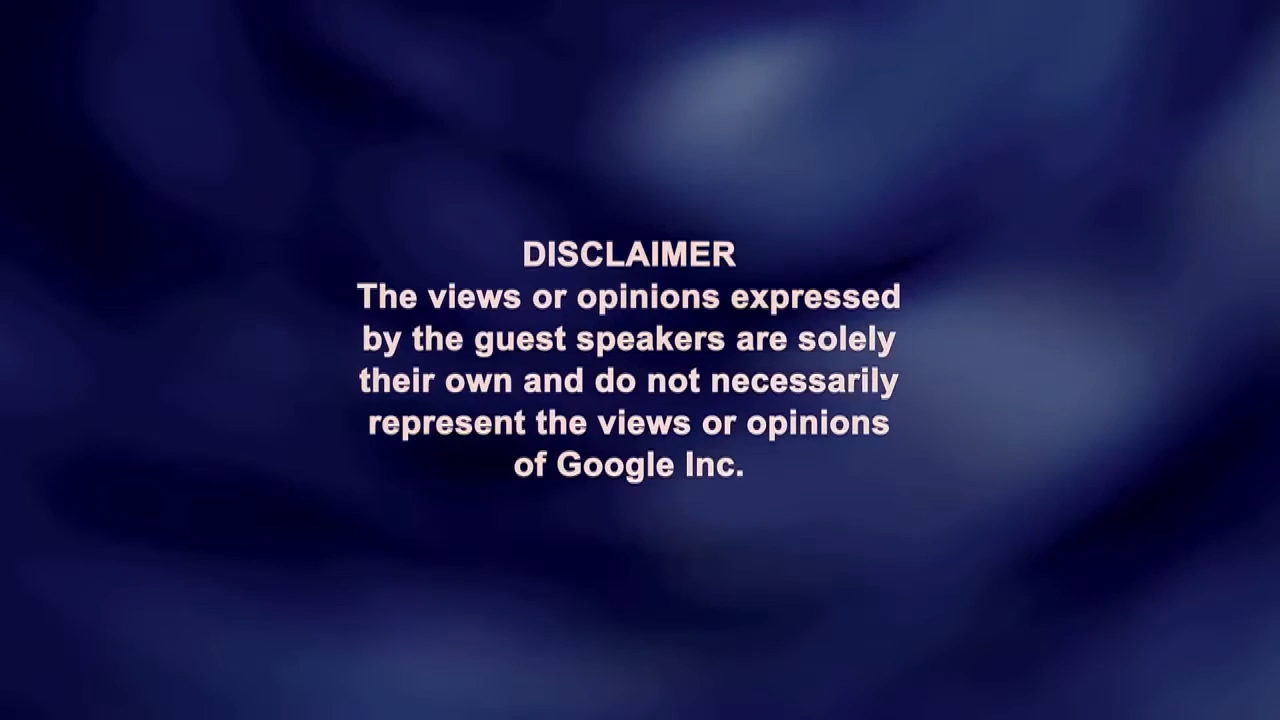 DISCLAIMER
The views or opinions expressed
by the guest speakers are solely
their own and do not necessarily
represent the views or opinions
of Google Inc.